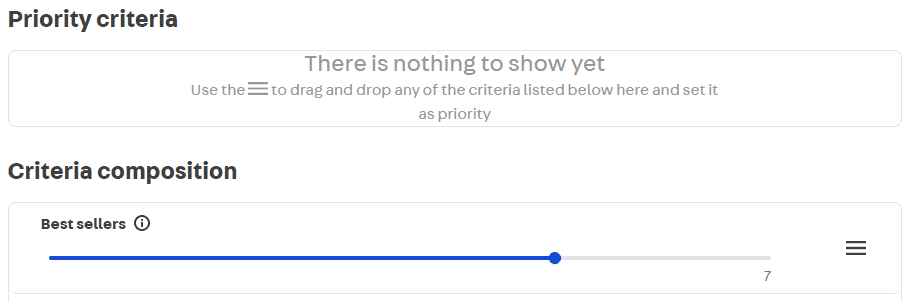 Priority criteria
There is nothing to show yet
Use the to drag and drop any of the criteria listed below here and set it
as priority
Criteria composition
Best sellers
7